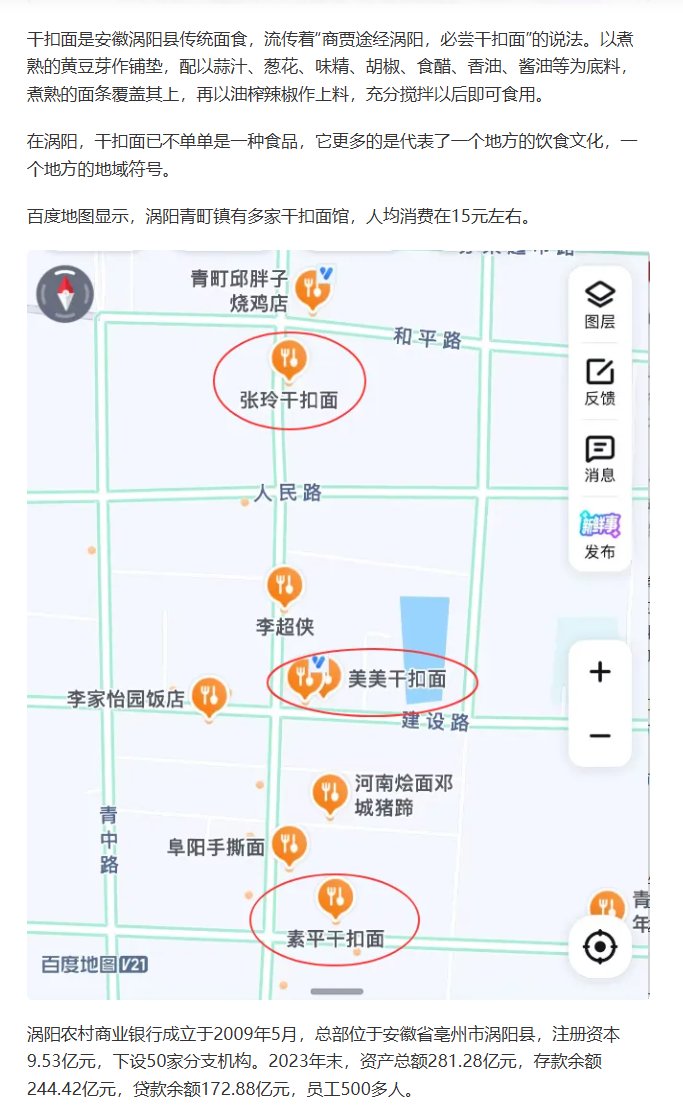 干扣面是安徽涡阳县传统面食，流传着“商贾途经涡阳，必尝干扣面”的说法。以煮
熟的黄豆芽作铺垫，配以蒜汁、葱花、味精、胡椒、食醋、香油、酱油等为底料，
煮熟的面条覆盖其上，再以油榨辣椒作上料，充分搅拌以后即可食用。
在涡阳，干扣面已不单单是一种食品，它更多的是代表了一个地方的饮食文化，一
个地方的地域符号。
百度地图显示，涡阳青町镇有多家干扣面馆，人均消费在15元左右。
青町邱胖子
烧鸡店
和平路
图层
张玲干扣面
反馈
消息
人民路
新鲜事
发布
李超侠
美美干扣面
李家怡园饭店
建设路
河南烩面邓
城猪蹄
青中路
阜阳手撕面
青
年
素平干扣面
百度地图V21
涡阳农村商业银行成立于2009年5月，总部位于安徽省亳州市涡阳县，注册资本
9.53亿元，下设50家分支机构。2023年末，资产总额281.28亿元，存款余额
244.42亿元，贷款余额172.88亿元，员工500多人。